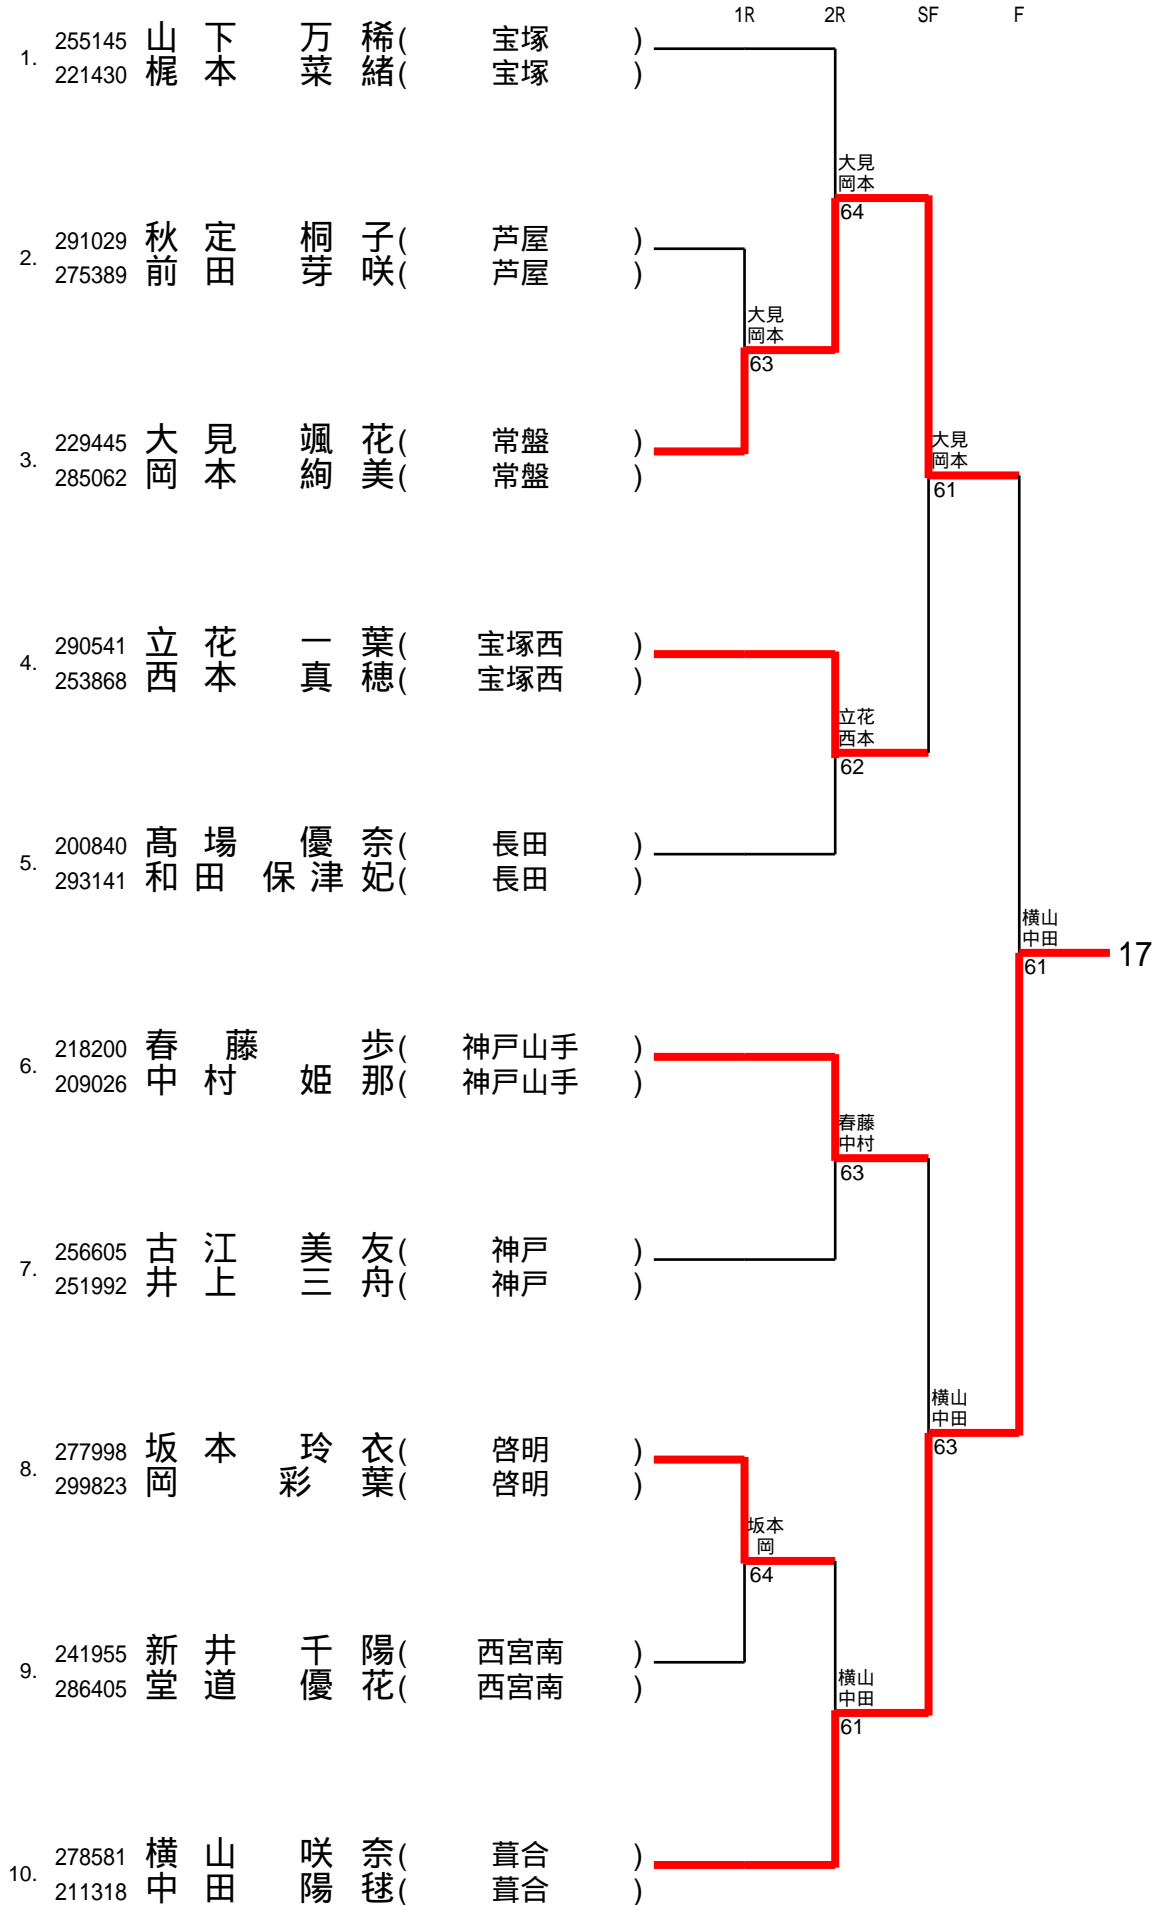 1R 2R SF F
1. 255145 山下 万稀( 宝塚 )
221430 梶本 菜緒( 宝塚 )
大見
岡本
64
2. 291029 秋定 桐子( 芦屋 )
275389 前田 芽咲( 芦屋 )
大見
岡本
63
3. 229445 大見 颯花( 常盤 )
285062 岡本 絢美( 常盤 )
大見
岡本
61
4. 290541 立花 一葉( 宝塚西 )
253868 西本 真穂( 宝塚西 )
立花
西本
62
5. 200840 髙場 優奈( 長田 )
293141 和田 保津妃( 長田 )
横山
中田
61
17
6. 218200 春藤 歩( 神戸山手 )
209026 中村 姫那( 神戸山手 )
春藤
中村
63
7. 256605 古江 美友( 神戸 )
251992 井上 三舟( 神戸 )
横山
中田
63
8. 277998 坂本 玲衣( 啓明 )
299823 岡 彩葉( 啓明 )
坂本
岡
64
9. 241955 新井 千陽( 西宮南 )
286405 堂道 優花( 西宮南 )
横山
中田
61
10. 278581 横山 咲奈( 葺合 )
211318 中田 陽毬( 葺合 )